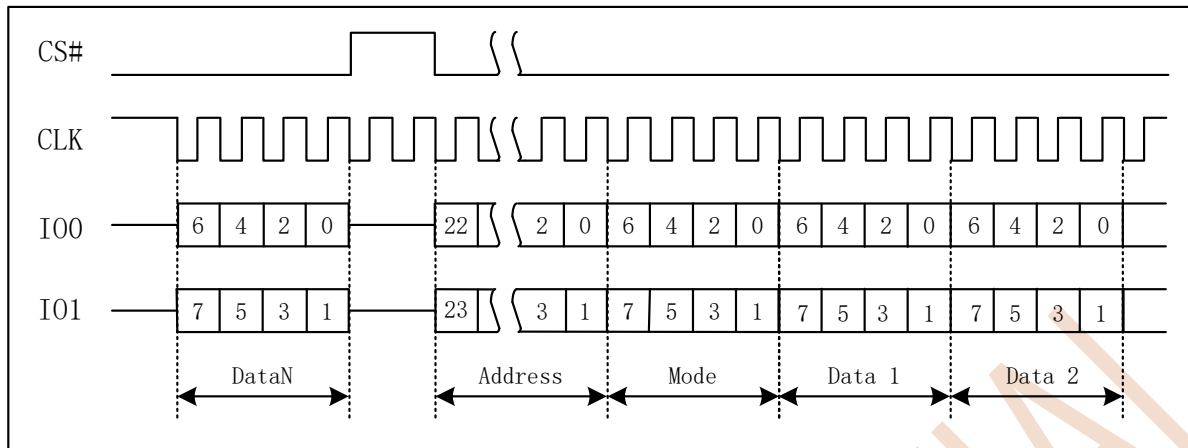 CS#
CLK
IO0 6 4 2 0 22 2 0 6 4 2 0 6 4 2 0 6 4 2 0
IO1 7 5 3 1 23 3 1 7 5 3 1 7 5 3 1 7 5 3 1
DataN Address Mode Data 1 Data 2